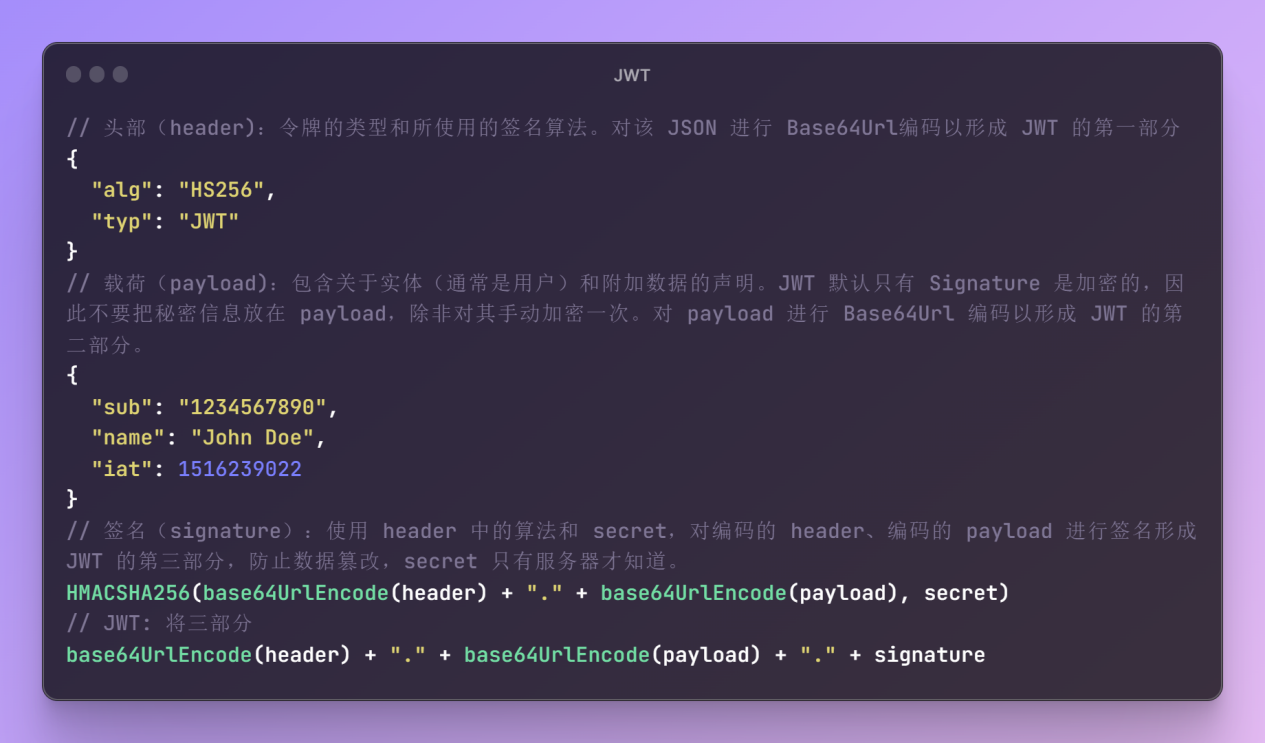 JWT
// 头部（header）：令牌的类型和所使用的签名算法。对该 JSON 进行 Base64Url编码以形成 JWT 的第一部分
{
  "alg": "HS256",
  "typ": "JWT"
}
// 载荷（payload）：包含关于实体（通常是用户）和附加数据的声明。JWT 默认只有 Signature 是加密的，因
此不要把秘密信息放在 payload，除非对其手动加密一次。对 payload 进行 Base64Url 编码以形成 JWT 的第
二部分。
{
  "sub": "1234567890",
  "name": "John Doe",
  "iat": 1516239022
}
// 签名（signature）：使用 header 中的算法和 secret，对编码的 header、编码的 payload 进行签名形成
JWT 的第三部分，防止数据篡改，secret 只有服务器才知道。
HMACSHA256(base64UrlEncode(header) + "." + base64UrlEncode(payload), secret)
// JWT: 将三部分
base64UrlEncode(header) + "." + base64UrlEncode(payload) + "." + signature